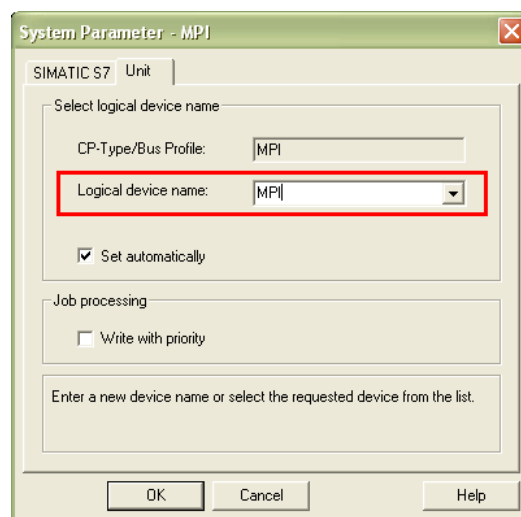 System Parameter - MPI
SIMATIC S7 Unit
Select logical device name
CP-Type/Bus Profile: MPI
Logical device name: MPI
Set automatically
Job processing
Write with priority
Enter a new device name or select the requested device from the list.
OK Cancel Help